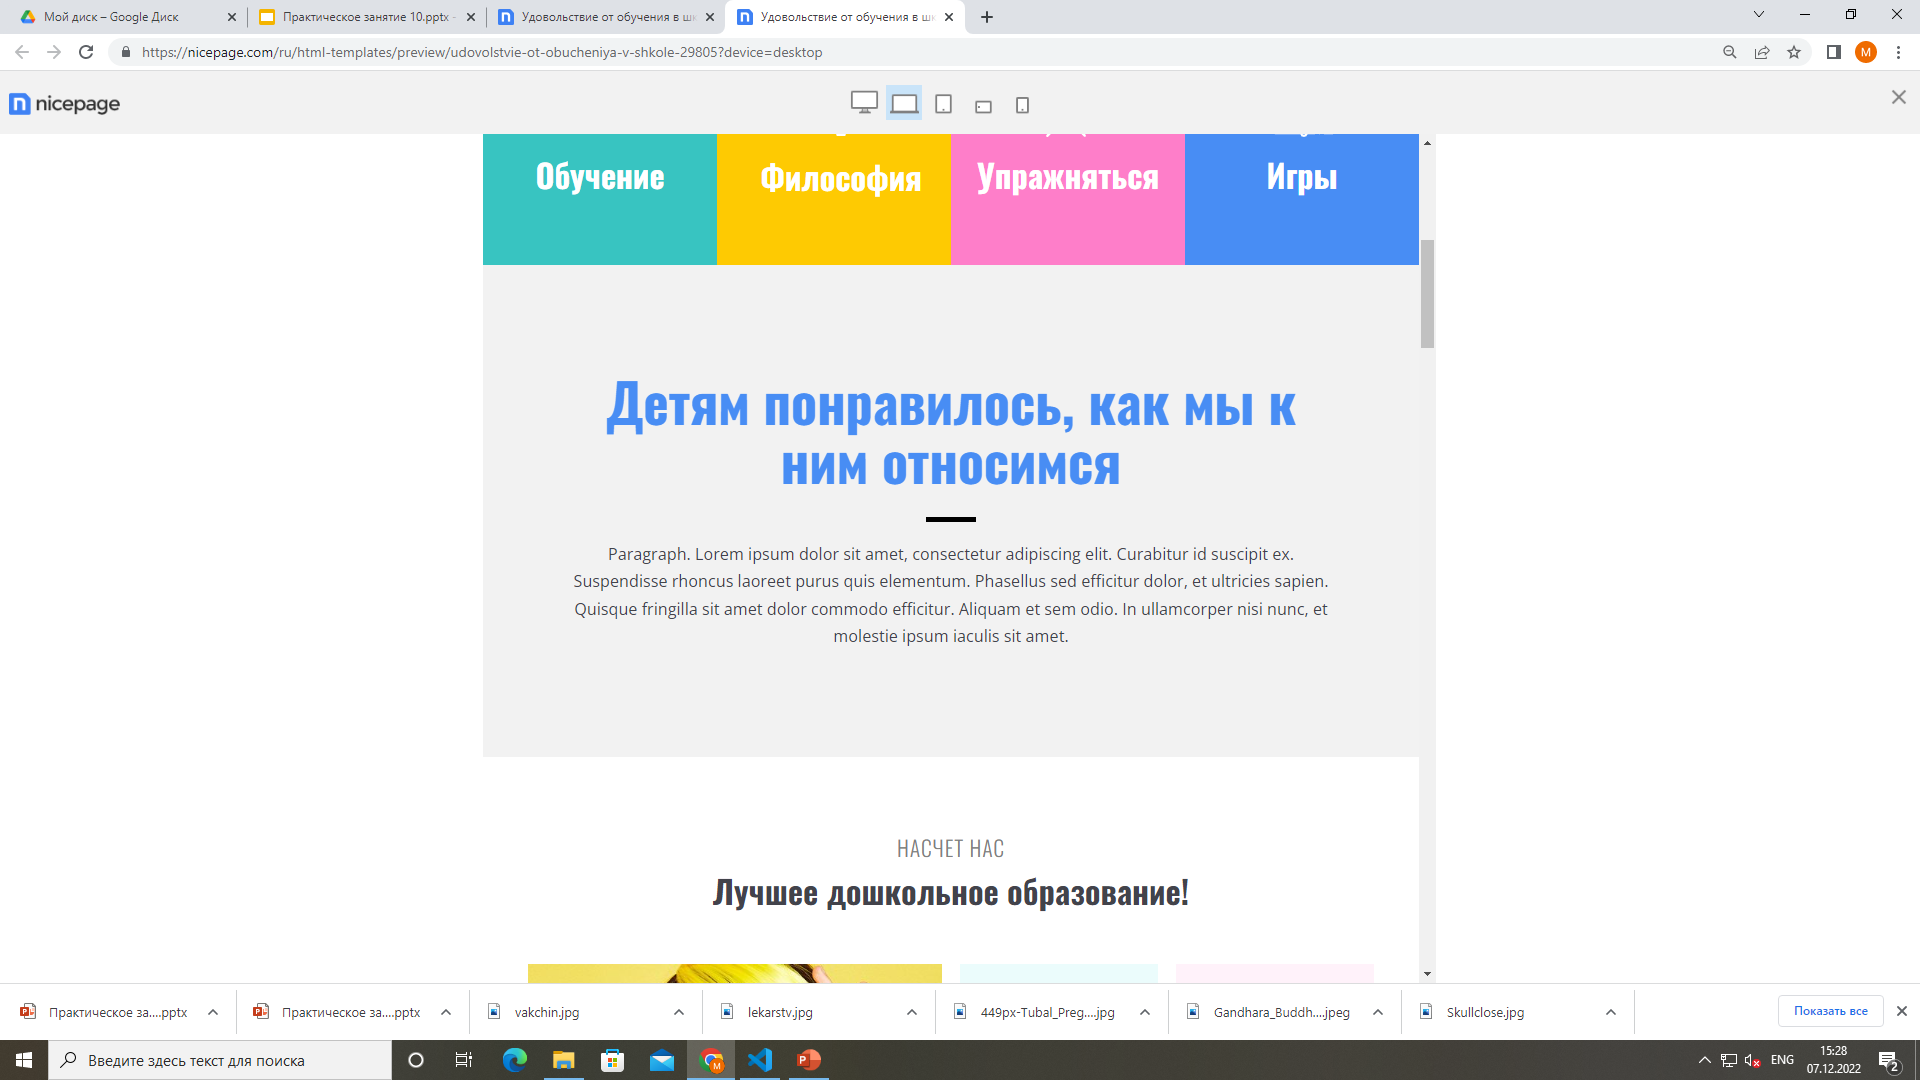 Мой диск – Google Диск
Практическое занятие 10.pptx -
Удовольствие от обучения в ш
Удовольствие от обучения в ш
https://nicepage.com/ru/html-templates/preview/udovolstvie-ot-obucheniya-v-shkole-29805?device=desktop
M
nicepage
Обучение
Философия
Упражняться
Игры
Детям понравилось, как мы к
ним относимся
Paragraph. Lorem ipsum dolor sit amet, consectetur adipiscing elit. Curabitur id suscipit ex.
Suspendisse rhoncus laoreet purus quis elementum. Phasellus sed efficitur dolor, et ultricies sapien.
Quisque fringilla sit amet dolor commodo efficitur. Aliquam et sem odio. In ullamcorper nisi nunc, et
molestie ipsum iaculis sit amet.
НАСЧЕТ НАС
Лучшее дошкольное образование!
Практическое за....pptx
Практическое за....pptx
vakchin.jpg
lekarstv.jpg
449px-Tubal_Preg....jpg
Gandhara_Buddh....jpeg
Skullclose.jpg
Показать все
Введите здесь текст для поиска
ENG
15:28
07.12.2022
2